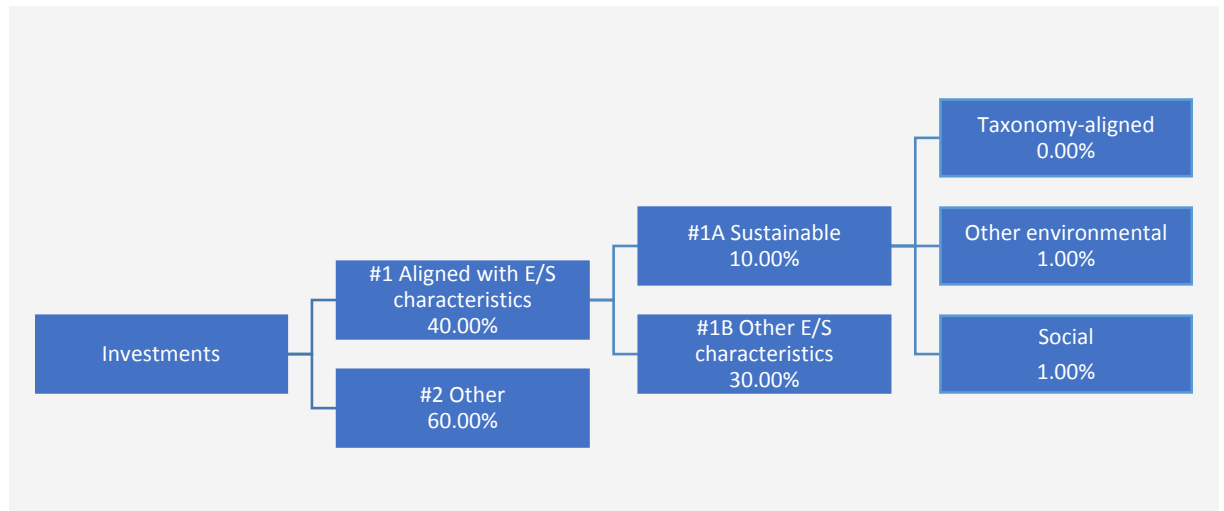 Investments
#1 Aligned with E/S
characteristics
40.00%
#2 Other
60.00%
#1A Sustainable
10.00%
#1B Other E/S
characteristics
30.00%
Taxonomy-aligned
0.00%
Other environmental
1.00%
Social
1.00%